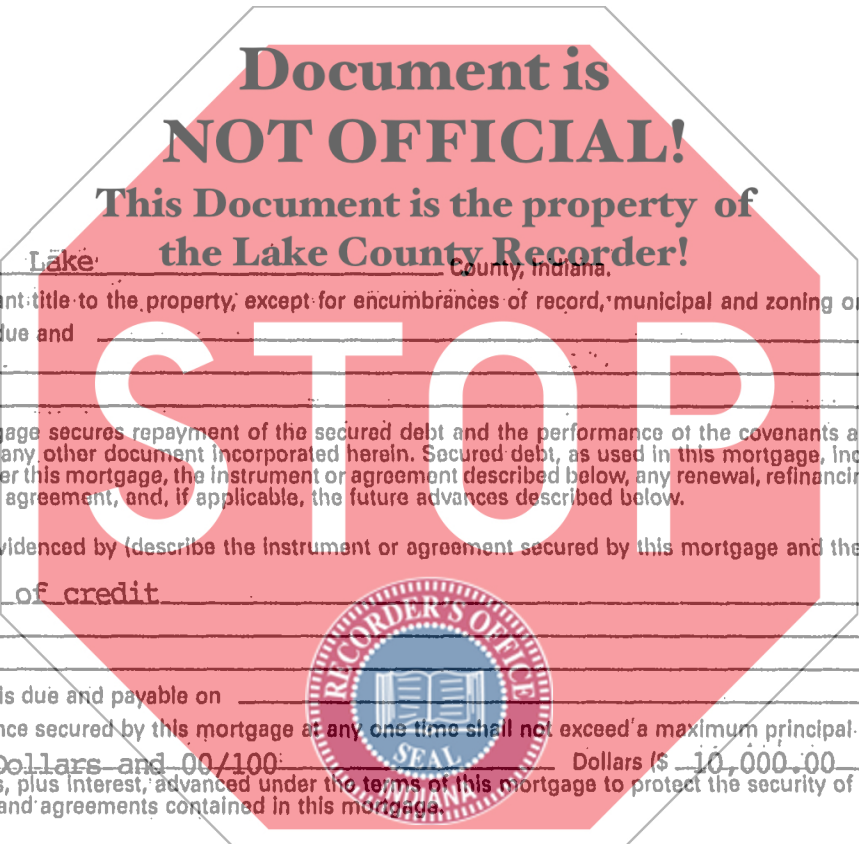 Document is
NOT OFFICIAL!
This Document is the property of
the Lake County Recorder!
Lake County, Indiana.
title to the property, except for encumbrances of record, municipal and zoning
due and
STOP
secures repayment of the secured debt and the performance of the covenants
any other document incorporated herein. Secured debt, as used in this mortgage,
this mortgage, the instrument or agreement described below, any renewal,
agreement, and, if applicable, the future advances described below.
by (describe the instrument or agreement secured by this mortgage and the
of credit
RECORDER'S OFFICE
is due and payable on
secured by this mortgage at any one time shall not exceed a maximum principal
SEAL
Dollars and 00/100 Dollars ($ 10,000.00
plus interest, advanced under the terms of this mortgage to protect the security of
and agreements contained in this mortgage.